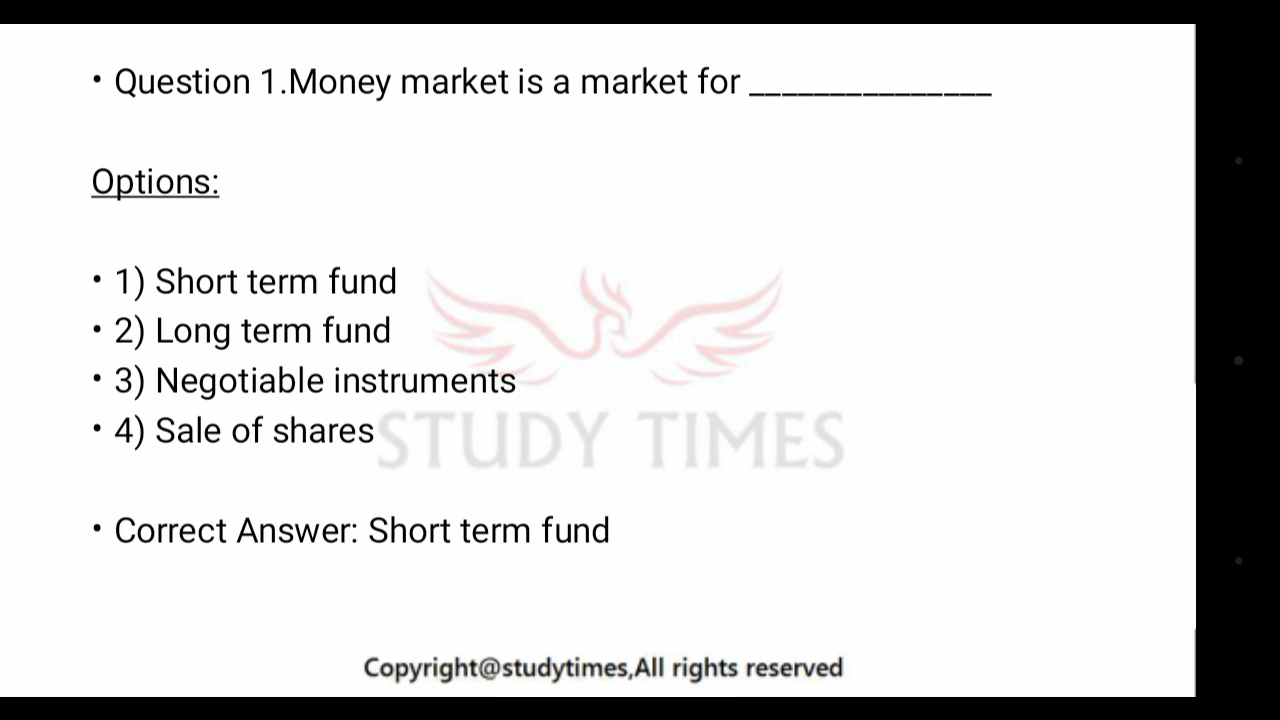 • Question 1.Money market is a market for _______________
Options:
• 1) Short term fund
• 2) Long term fund
• 3) Negotiable instruments
• 4) Sale of shares
STUDY TIMES
• Correct Answer: Short term fund
Copyright@studytimes,All rights reserved